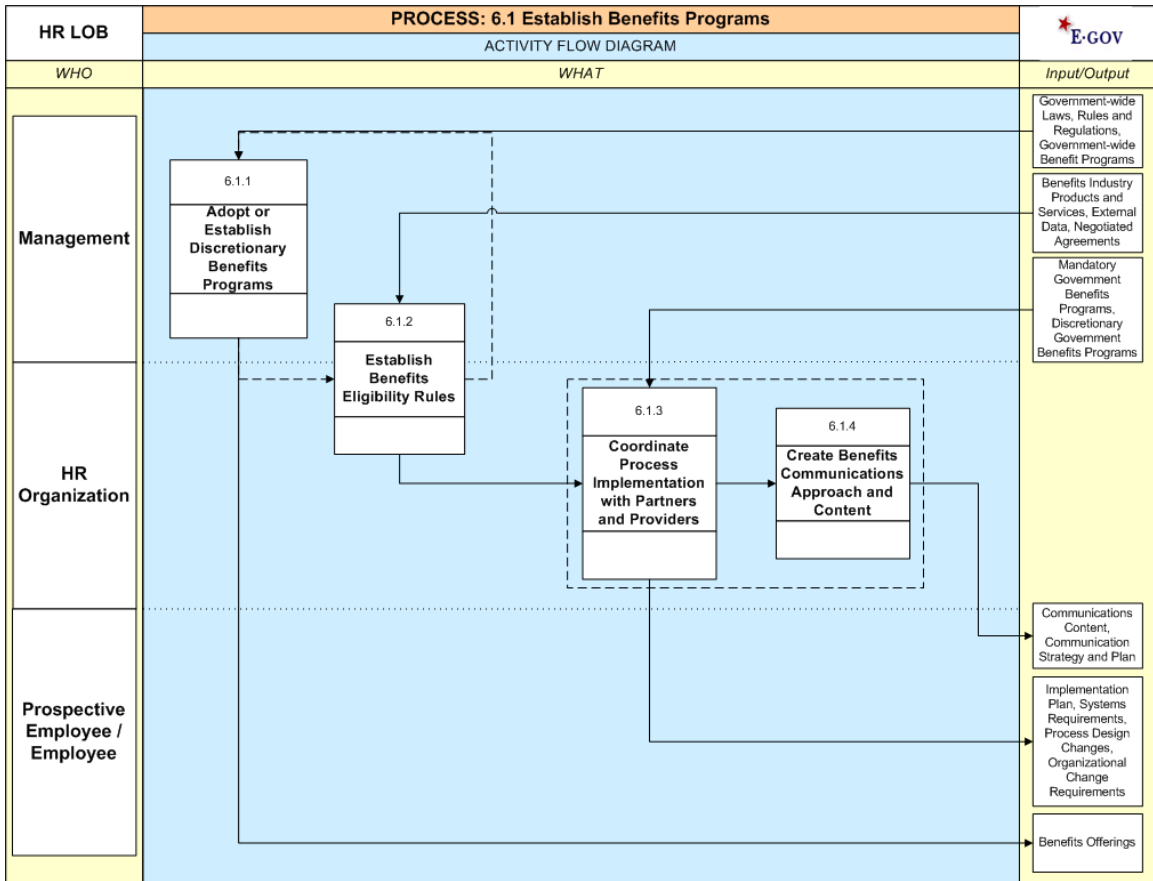 HR LOB
PROCESS: 6.1 Establish Benefits Programs
ACTIVITY FLOW DIAGRAM
E·GOV
WHO
WHAT
Input/Output
Management
HR
Organization
Prospective
Employee /
Employee
6.1.1
Adopt or
Establish
Discretionary
Benefits
Programs
6.1.2
Establish
Benefits
Eligibility Rules
6.1.3
Coordinate
Process
Implementation
with Partners
and Providers
6.1.4
Create Benefits
Communications
Approach and
Content
Government-wide
Laws, Rules and
Regulations,
Government-wide
Benefit Programs
Benefits Industry
Products and
Services, External
Data, Negotiated
Agreements
Mandatory
Government
Benefits
Programs,
Discretionary
Government
Benefits Programs
Communications
Content,
Communication
Strategy and Plan
Implementation
Plan, Systems
Requirements,
Process Design
Changes,
Organizational
Change
Requirements
Benefits Offerings